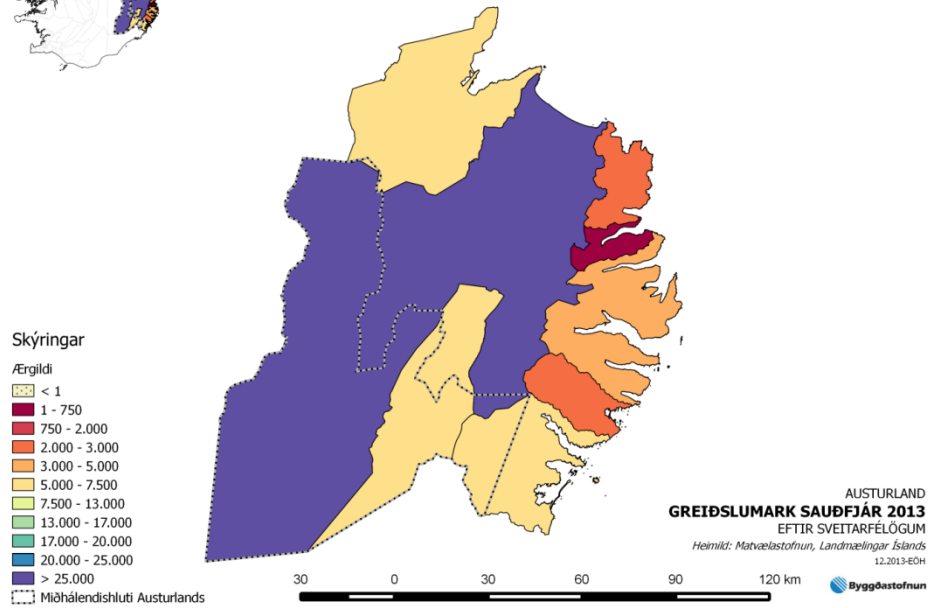 Skýringar
Ærgildi
< 1
1 - 750
750 - 2.000
2.000 - 3.000
3.000 - 5.000
5.000 - 7.500
7.500 - 13.000
13.000 - 17.000
17.000 - 20.000
20.000 - 25.000
> 25.000
Miðhálendishluti Austurlands
30 0 30 60 90 120 km
AUSTURLAND
GREIÐSLUMARK SAUÐFJÁR 2013
EFTIR SVEITARFÉLÖGUM
Heimild: Matvælastofnun, Landmælingar Íslands
12.2013-EÖH
Byggðastofnun